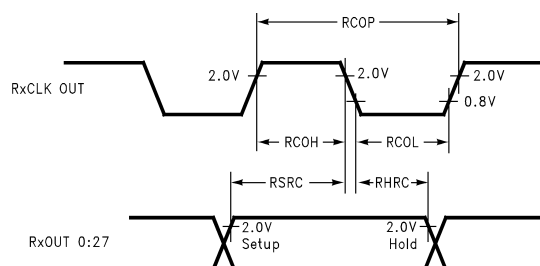 RCOP
2.0V
2.0V
2.0V
RxCLK OUT
0.8V
RCOH
RCOL
RSRC
RHRC
2.0V
2.0V
RxOUT 0:27
Setup
Hold